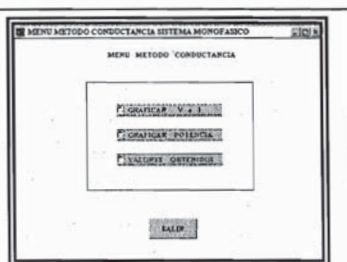 MENU METODO CONDUCTANCIA SISTEMA MONOFASICO
MENU METODO CONDUCTANCIA
GRAFICAR V e I
GRAFICAR POTENCIA
VALORES OBTENIDOS
SALIR